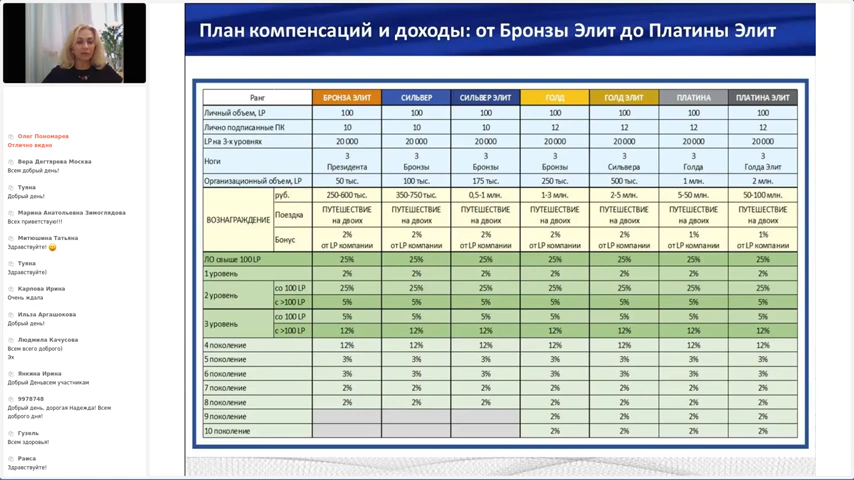 План компенсаций и доходы: от Бронзы Элит до Платины Элит
Олег Пономарев
Отлично видно
Вера Дегтярева Москва
Всем добрый день!
Туяна
Добрый день!
Марина Анатольевна Зимоглядова
Всех приветствую!!!
Митюшина Татьяна
Здравствуйте! 😀
Туяна
Здравствуйте)
Карпова Ирина
Очень ждала
Ильза Аргашокова
Добрый день!
Людмила Качусова
Всем всего доброго)
Эх
Янкина Ирина
Добрый Деньвсем участникам
9978748
Добрый день, дорогая Надежда! Всем
доброго дня!
Гузель
Всем здоровья!
Раиса
Здравствуйте!
Ранг БРОНЗА ЭЛИТ СИЛЬВЕР СИЛЬВЕР ЭЛИТ ГОЛД ГОЛД ЭЛИТ ПЛАТИНА ПЛАТИНА ЭЛИТ
Личный объем, LP 100 100 100 100 100 100 100
Лично подписанные ПК 10 10 10 12 12 12 12
LP на 3-х уровнях 20 000 20 000 20 000 20 000 20 000 20 000 20 000
Ноги 3 Президента 3 Бронзы 3 Бронзы 3 Бронзы 3 Сильвера 3 Голда 3 Голд Элит
Организационный объем, LP 50 тыс. 100 тыс. 175 тыс. 250 тыс. 500 тыс. 1 млн. 2 млн.
ВОЗНАГРАЖДЕНИЕ
руб. 250-600 тыс. 350-750 тыс. 0,5-1 млн. 1-3 млн. 2-5 млн. 5-50 млн. 50-100 млн.
Поездка ПУТЕШЕСТВИЕ на двоих ПУТЕШЕСТВИЕ на двоих ПУТЕШЕСТВИЕ на двоих ПУТЕШЕСТВИЕ на двоих ПУТЕШЕСТВИЕ на двоих ПУТЕШЕСТВИЕ на двоих ПУТЕШЕСТВИЕ на двоих
Бонус 2% от LP компании 2% от LP компании 2% от LP компании 2% от LP компании 2% от LP компании 1% от LP компании 1% от LP компании
ЛО свыше 100 LP 25% 25% 25% 25% 25% 25% 25%
1 уровень 2% 2% 2% 2% 2% 2% 2%
2 уровень со 100 LP 25% 25% 25% 25% 25% 25% 25%
с >100 LP 5% 5% 5% 5% 5% 5% 5%
3 уровень со 100 LP 5% 5% 5% 5% 5% 5% 5%
с >100 LP 12% 12% 12% 12% 12% 12% 12%
4 поколение 12% 12% 12% 12% 12% 12% 12%
5 поколение 3% 3% 3% 3% 3% 3% 3%
6 поколение 3% 3% 3% 3% 3% 3% 3%
7 поколение 2% 2% 2% 2% 2% 2% 2%
8 поколение 2% 2% 2% 2% 2% 2% 2%
9 поколение 2% 2% 2% 2%
10 поколение 2% 2% 2% 2%